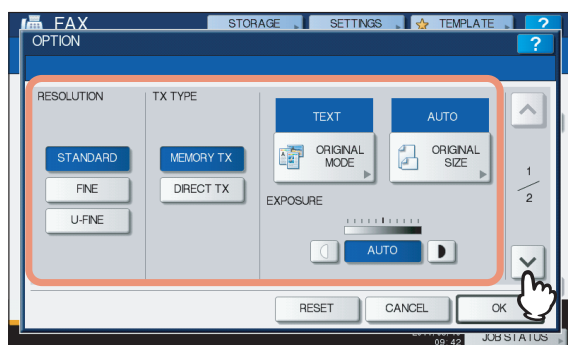 FAX
STORAGE
SETTINGS
TEMPLATE
?
OPTION
?
RESOLUTION
STANDARD
FINE
U-FINE
TX TYPE
MEMORY TX
DIRECT TX
TEXT
ORIGINAL
MODE
AUTO
ORIGINAL
SIZE
EXPOSURE
AUTO
1
2
RESET
CANCEL
OK
09:42
JOB STATUS